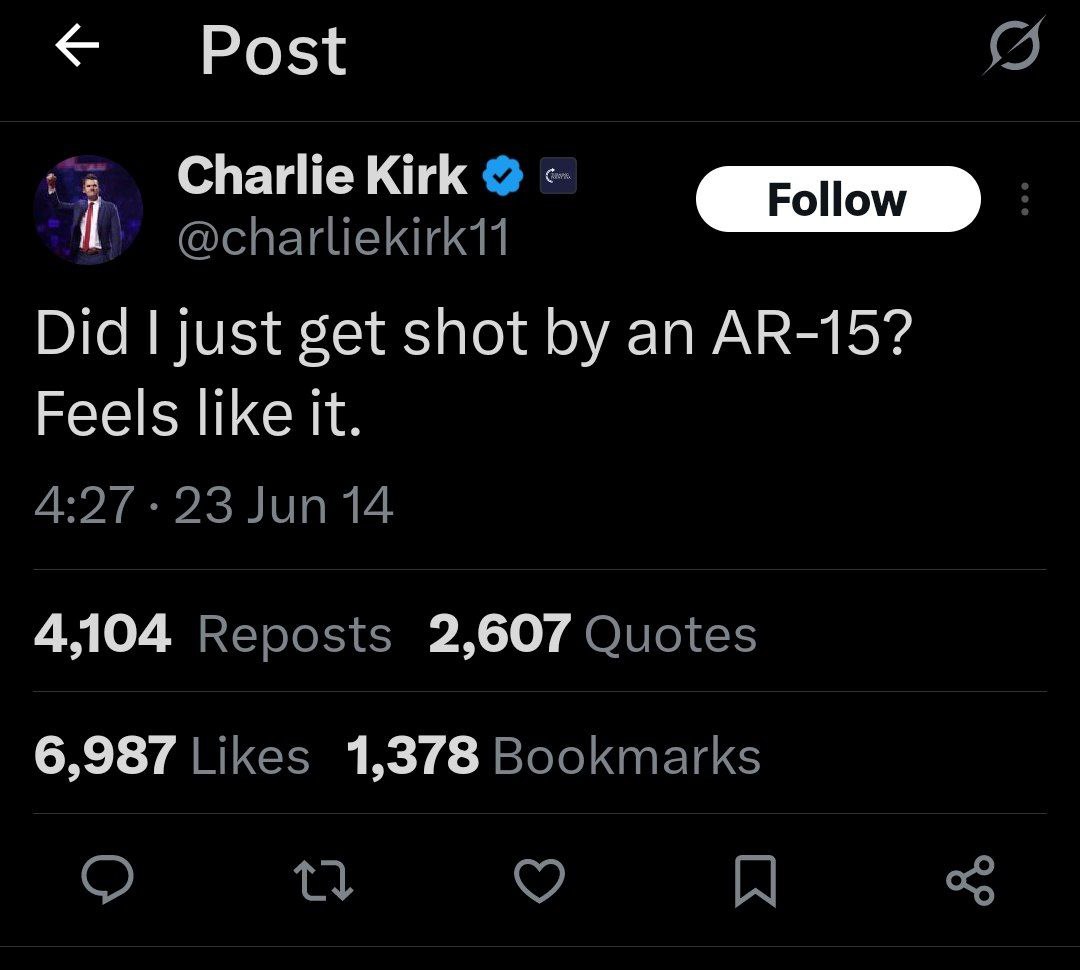 Post
Charlie Kirk
@charliekirk11
Follow
Did I just get shot by an AR-15?
Feels like it.
4:27 · 23 Jun 14
4,104 Reposts 2,607 Quotes
6,987 Likes 1,378 Bookmarks